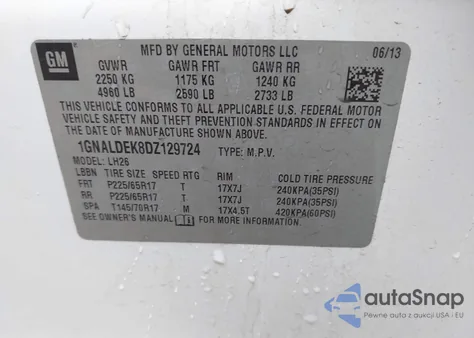 GM
MFD BY GENERAL MOTORS LLC 06/13
GVWR GAWR FRT GAWR RR
2250 KG 1175 KG 1240 KG
4960 LB 2590 LB 2733 LB
THIS VEHICLE CONFORMS TO ALL APPLICABLE U.S. FEDERAL MOTOR
VEHICLE SAFETY AND THEFT PREVENTION STANDARDS IN EFFECT ON
THE DATE OF MANUFACTURE SHOWN ABOVE.
1GNALDEK8DZ129724 TYPE: M.P.V.
MODEL: LH26
LBBN TIRE SIZE SPEED RTG RIM COLD TIRE PRESSURE
FRT P225/65R17 T 17X7J 240KPA(35PSI)
RR P225/65R17 T 17X7J 240KPA(35PSI)
SPA T145/70R17 M 17X4.5T 420KPA(60PSI)
SEE OWNER'S MANUAL FOR MORE INFORMATION.
autoSnap
Pewne auta z aukcji USA i EU